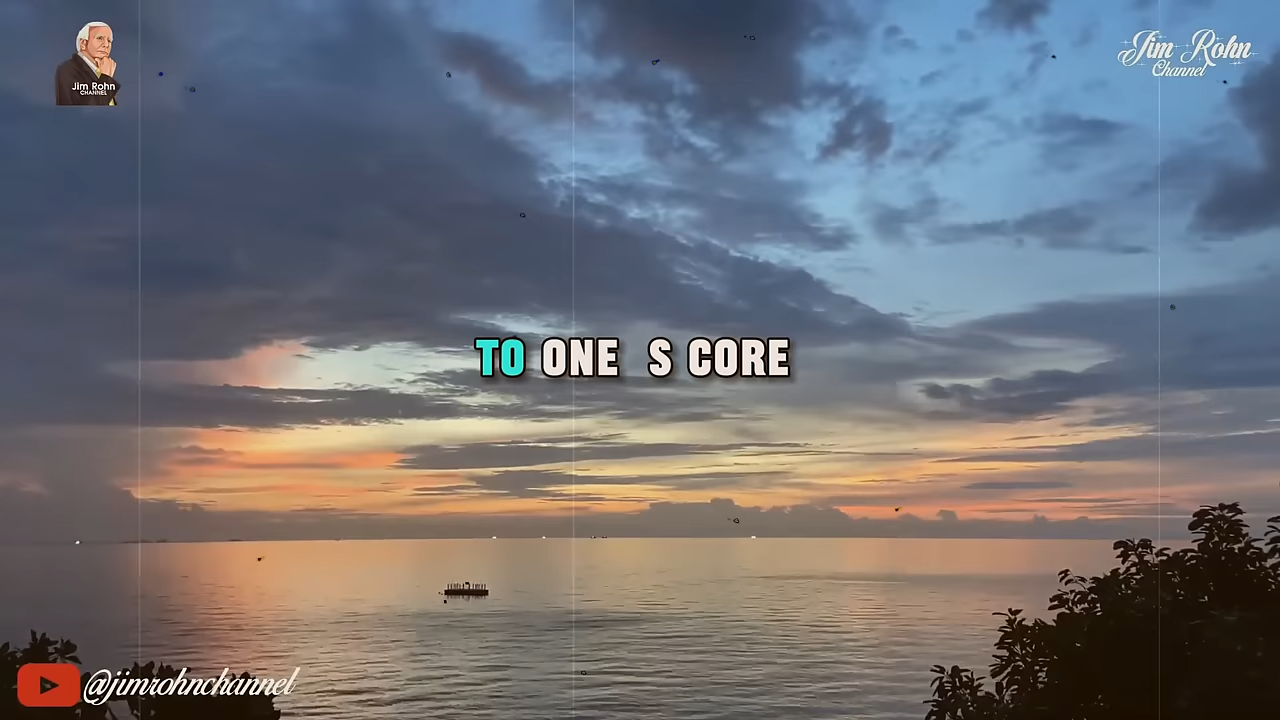 Jim Rohn
CHANNEL
Jim Rohn
Channel
TO ONE S CORE
@jimrohnchannel